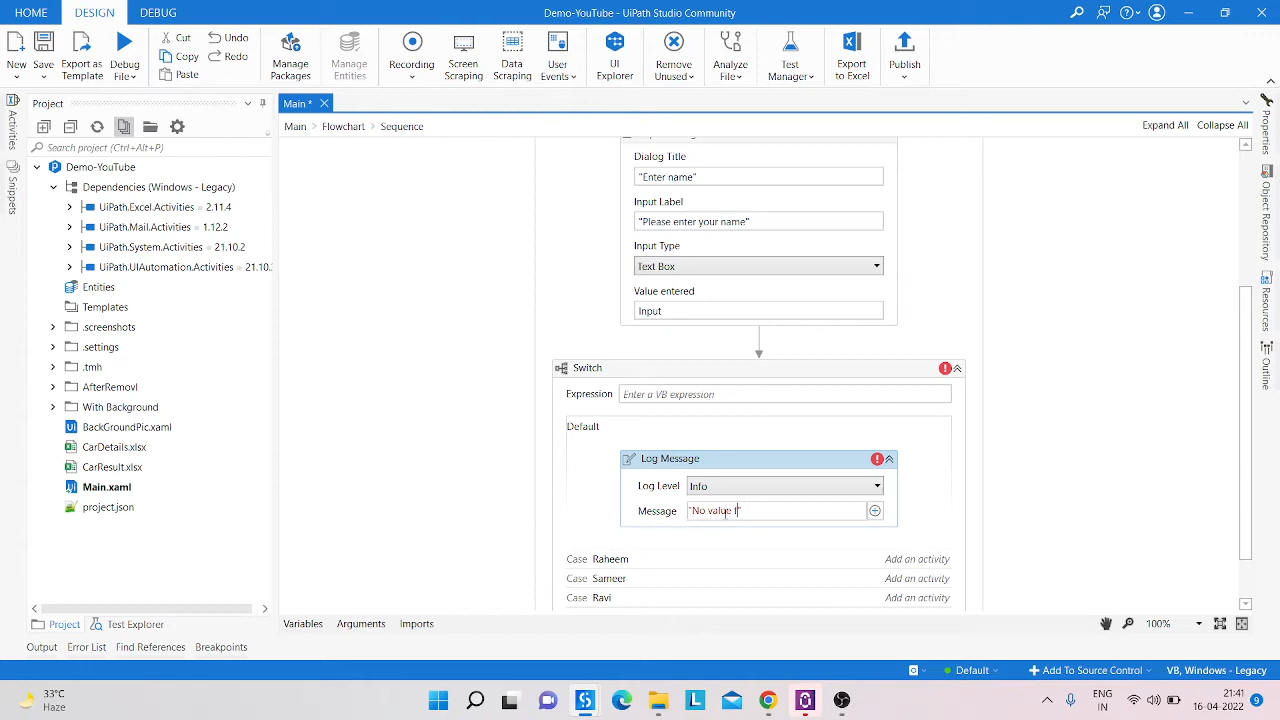 HOME DESIGN DEBUG Demo-YouTube - UiPath Studio Community
Cut Undo
Copy Redo
Paste
New Save Export as Template Debug File Manage Packages Manage Entities Recording Screen Scraping Data Scraping User Events UI Explorer Remove Unused Analyze File Test Manager Export to Excel Publish
Project
Main *
Main Flowchart Sequence Expand All Collapse All
Search project (Ctrl+Alt+P)
Activities
Snippets
Demo-YouTube
Dependencies (Windows - Legacy)
UiPath.Excel.Activities = 2.11.4
UiPath.Mail.Activities = 1.12.2
UiPath.System.Activities = 21.10.2
UiPath.UIAutomation.Activities = 21.10.
Entities
Templates
.screenshots
.settings
.tmh
AfterRemovl
With Background
BackGroundPic.xaml
CarDetails.xlsx
CarResult.xlsx
Main.xaml
project.json
Project Test Explorer
Dialog Title
"Enter name"
Input Label
"Please enter your name"
Input Type
Text Box
Value entered
Input
Switch
Expression Enter a VB expression
Default
Log Message
Log Level Info
Message "No value f"
Case Raheem Add an activity
Case Sameer Add an activity
Case Ravi Add an activity
Properties
Object Repository
Resources
Outline
Variables Arguments Imports 100%
Output Error List Find References Breakpoints
Default Add To Source Control VB, Windows - Legacy
33°C
Haze
ENG
IN
21:41
16-04-2022
9